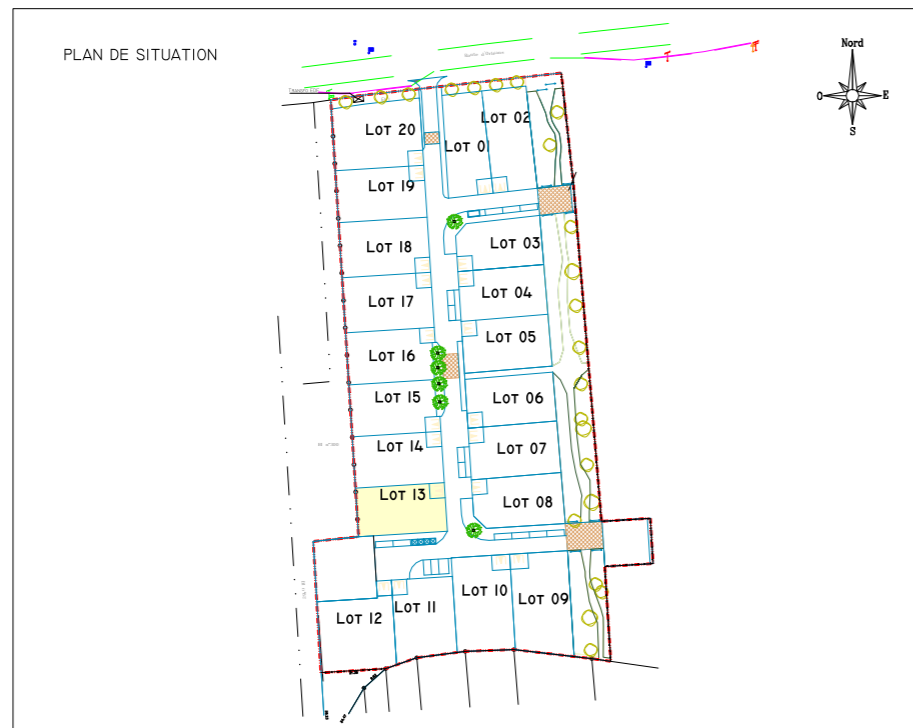 PLAN DE SITUATION
Nord
O
E
S
Lot 20
Lot 02
Lot 01
Lot 19
Lot 18
Lot 03
Lot 17
Lot 04
Lot 16
Lot 05
Lot 15
Lot 06
Lot 14
Lot 07
Lot 13
Lot 08
Lot 12
Lot 11
Lot 10
Lot 09